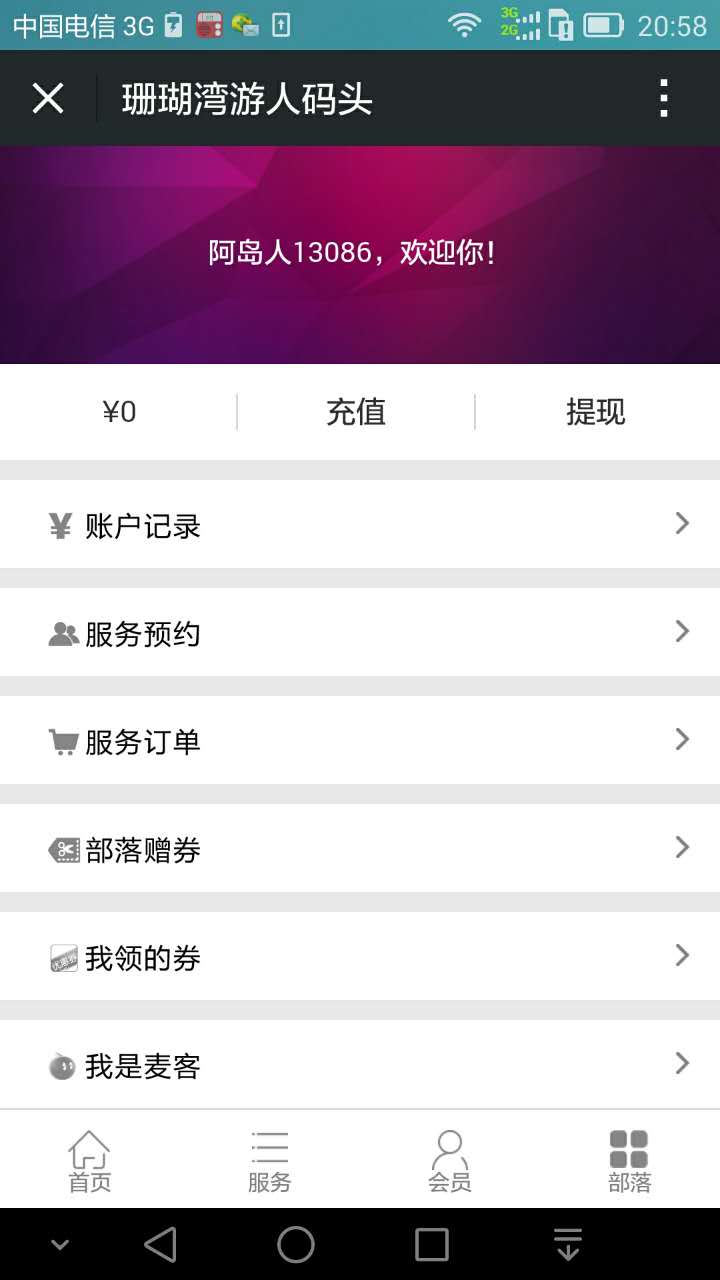 中国电信 3G
3G
2G
20:58
珊瑚湾游人码头
阿岛人13086，欢迎你！
¥0
充值
提现
¥ 账户记录
服务预约
服务订单
部落赠券
优惠券
我领的券
我是麦客
首页
服务
会员
部落